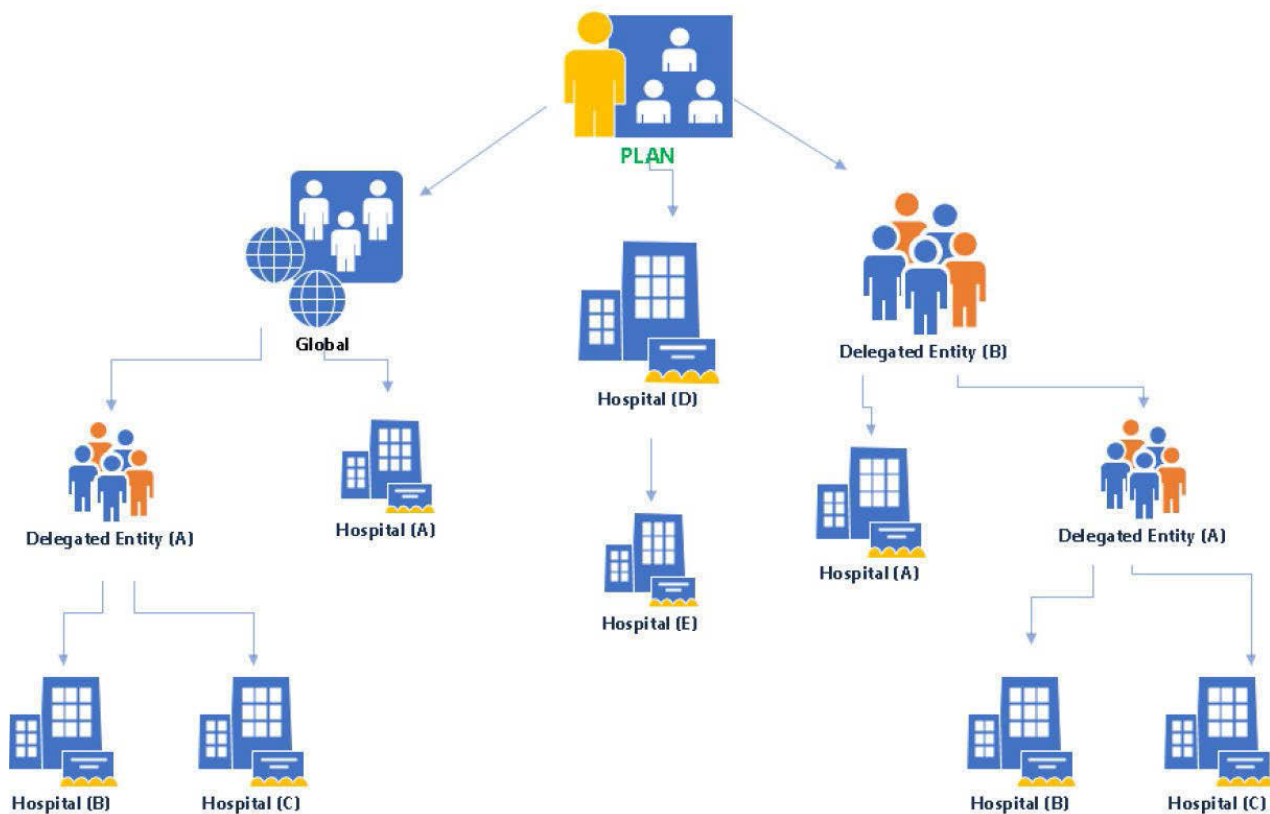 PLAN
Global
Delegated Entity (B)
Hospital (D)
Delegated Entity (A)
Hospital (A)
Hospital (A)
Delegated Entity (A)
Hospital (E)
Hospital (B)
Hospital (C)
Hospital (B)
Hospital (C)